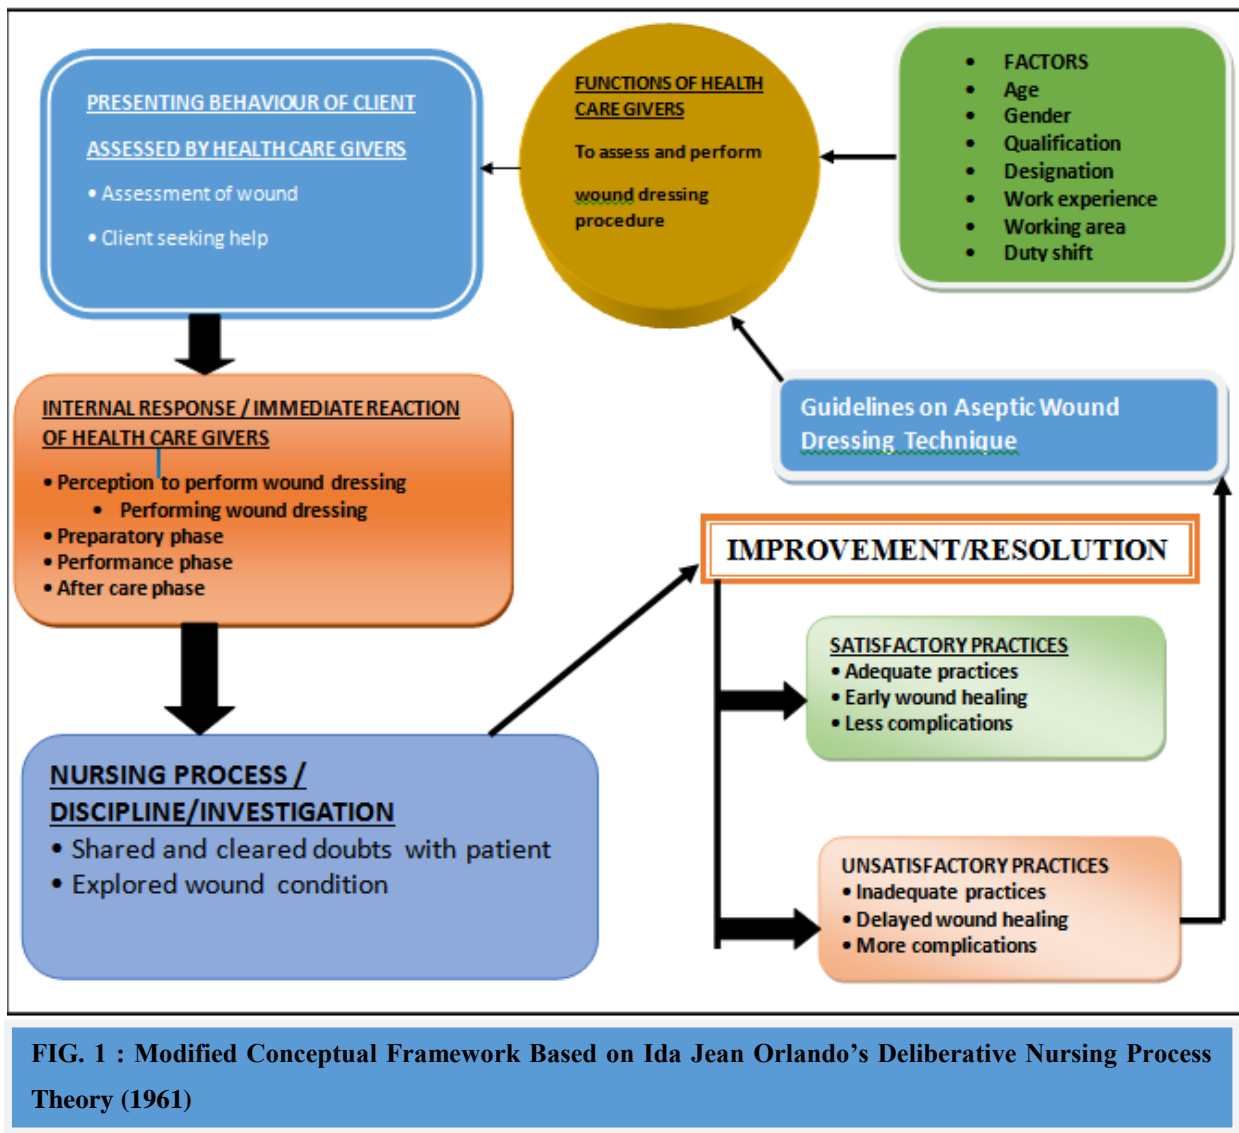 PRESENTING BEHAVIOUR OF CLIENT
ASSESSED BY HEALTH CARE GIVERS
• Assessment of wound
• Client seeking help
FUNCTIONS OF HEALTH
CARE GIVERS
To assess and perform
wound dressing
procedure
• FACTORS
• Age
• Gender
• Qualification
• Designation
• Work experience
• Working area
• Duty shift
INTERNAL RESPONSE / IMMEDIATE REACTION
OF HEALTH CARE GIVERS
• Perception to perform wound dressing
• Performing wound dressing
• Preparatory phase
• Performance phase
• After care phase
Guidelines on Aseptic Wound
Dressing Technique
IMPROVEMENT/RESOLUTION
SATISFACTORY PRACTICES
• Adequate practices
• Early wound healing
• Less complications
NURSING PROCESS /
DISCIPLINE/INVESTIGATION
• Shared and cleared doubts with patient
• Explored wound condition
UNSATISFACTORY PRACTICES
• Inadequate practices
• Delayed wound healing
• More complications
FIG. 1 : Modified Conceptual Framework Based on Ida Jean Orlando’s Deliberative Nursing Process
Theory (1961)